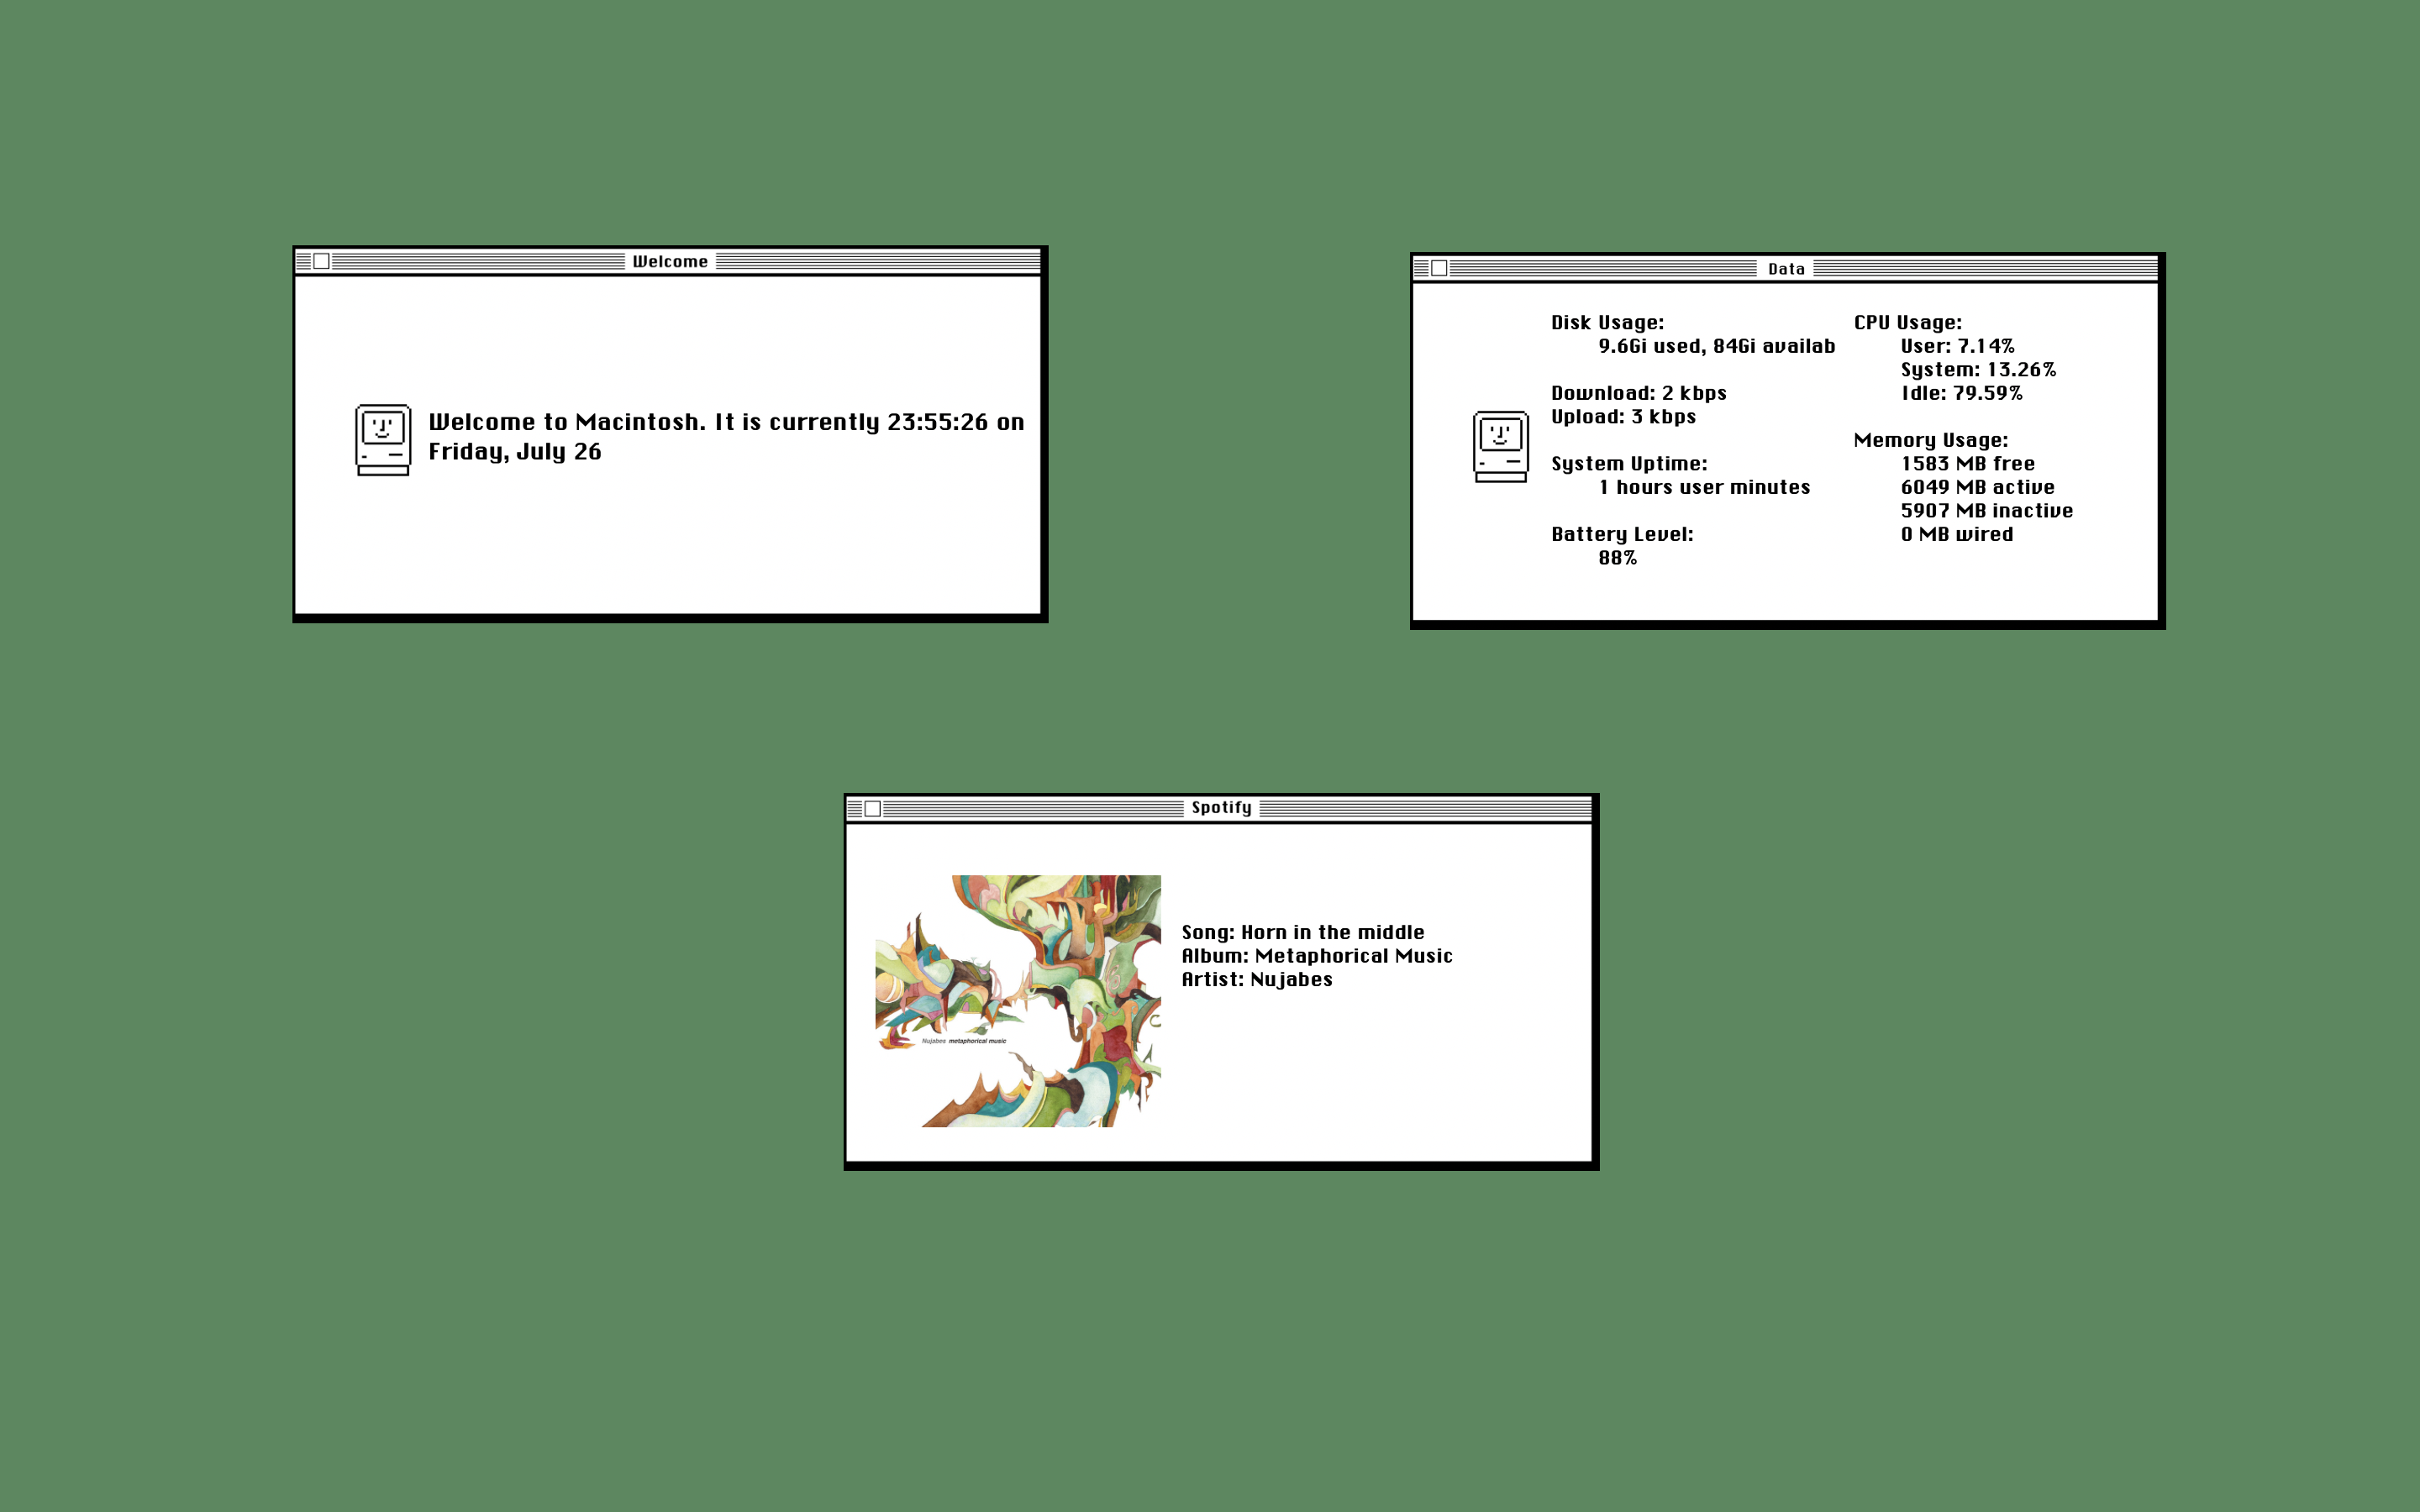 Welcome
Welcome to Macintosh. It is currently 23:55:26 on
Friday, July 26
Data
Disk Usage:
9.6Gi used, 84Gi availab
Download: 2 kbps
Upload: 3 kbps
System Uptime:
1 hours user minutes
Battery Level:
88%
CPU Usage:
User: 7.14%
System: 13.26%
Idle: 79.59%
Memory Usage:
1583 MB free
6049 MB active
5907 MB inactive
0 MB wired
Spotify
Nujabes metaphorical music
Song: Horn in the middle
Album: Metaphorical Music
Artist: Nujabes